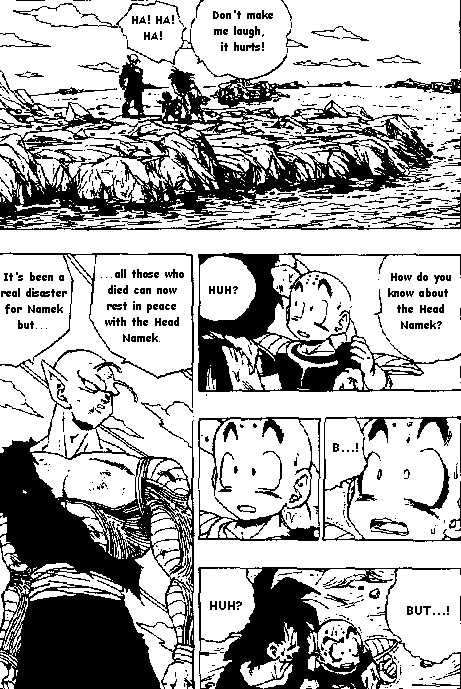 HA! HA!
HA!
Don't make
me laugh,
it hurts!
It's been a
real disaster
for Namek
but...
...all those who
died can now
rest in peace
with the Head
Namek.
HUH?
How do you
know about
the Head
Namek?
B...!
HUH?
BUT...!